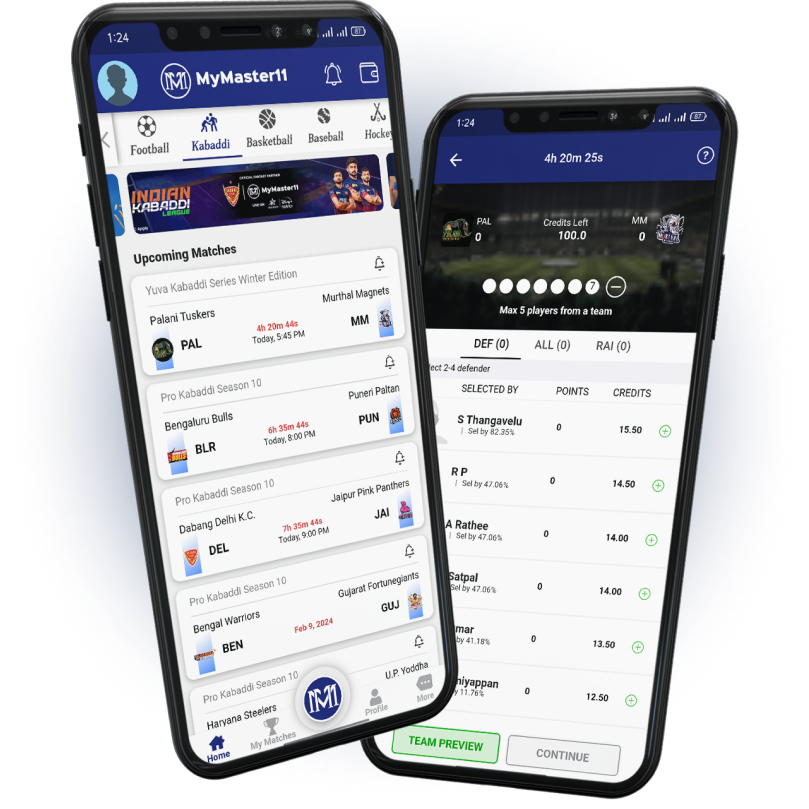 1:24
87
MyMaster11
Football
Kabaddi
Basketball
Baseball
Hockey
INDIAN
KABADDI
LEAGUE
OFFICIAL FANTASY PARTNER
MyMaster11
Upcoming Matches
Yuva Kabaddi Series Winter Edition
Palani Tuskers
Murthal Magnets
PAL
4h 20m 44s
MM
Today, 5:45 PM
Pro Kabaddi Season 10
Bengaluru Bulls
Puneri Paltan
BLR
6h 35m 44s
PUN
Today, 8:00 PM
Pro Kabaddi Season 10
Dabang Delhi K.C.
Jaipur Pink Panthers
DEL
7h 35m 44s
JAI
Today, 9:00 PM
Pro Kabaddi Season 10
Bengal Warriors
Gujarat Fortunegiants
BEN
Feb 9, 2024
GUJ
Pro Kabaddi Season 10
Haryana Steelers
U.P. Yoddha
Home
My Matches
Profile
More
1:24
87
4h 20m 25s
?
PAL
0
Credits Left
100.0
MM
0
7
Max 5 players from a team
DEF (0)
ALL (0)
RAI (0)
lect 2-4 defender
SELECTED BY
POINTS
CREDITS
S Thangavelu
Sel by 82.35%
0
15.50
R P
Sel by 47.06%
0
14.50
A Rathee
Sel by 47.06%
0
14.00
Satpal
Sel by 47.06%
0
14.00
mar
by 41.18%
0
13.50
niyappan
y 11.76%
0
12.50
TEAM PREVIEW
CONTINUE